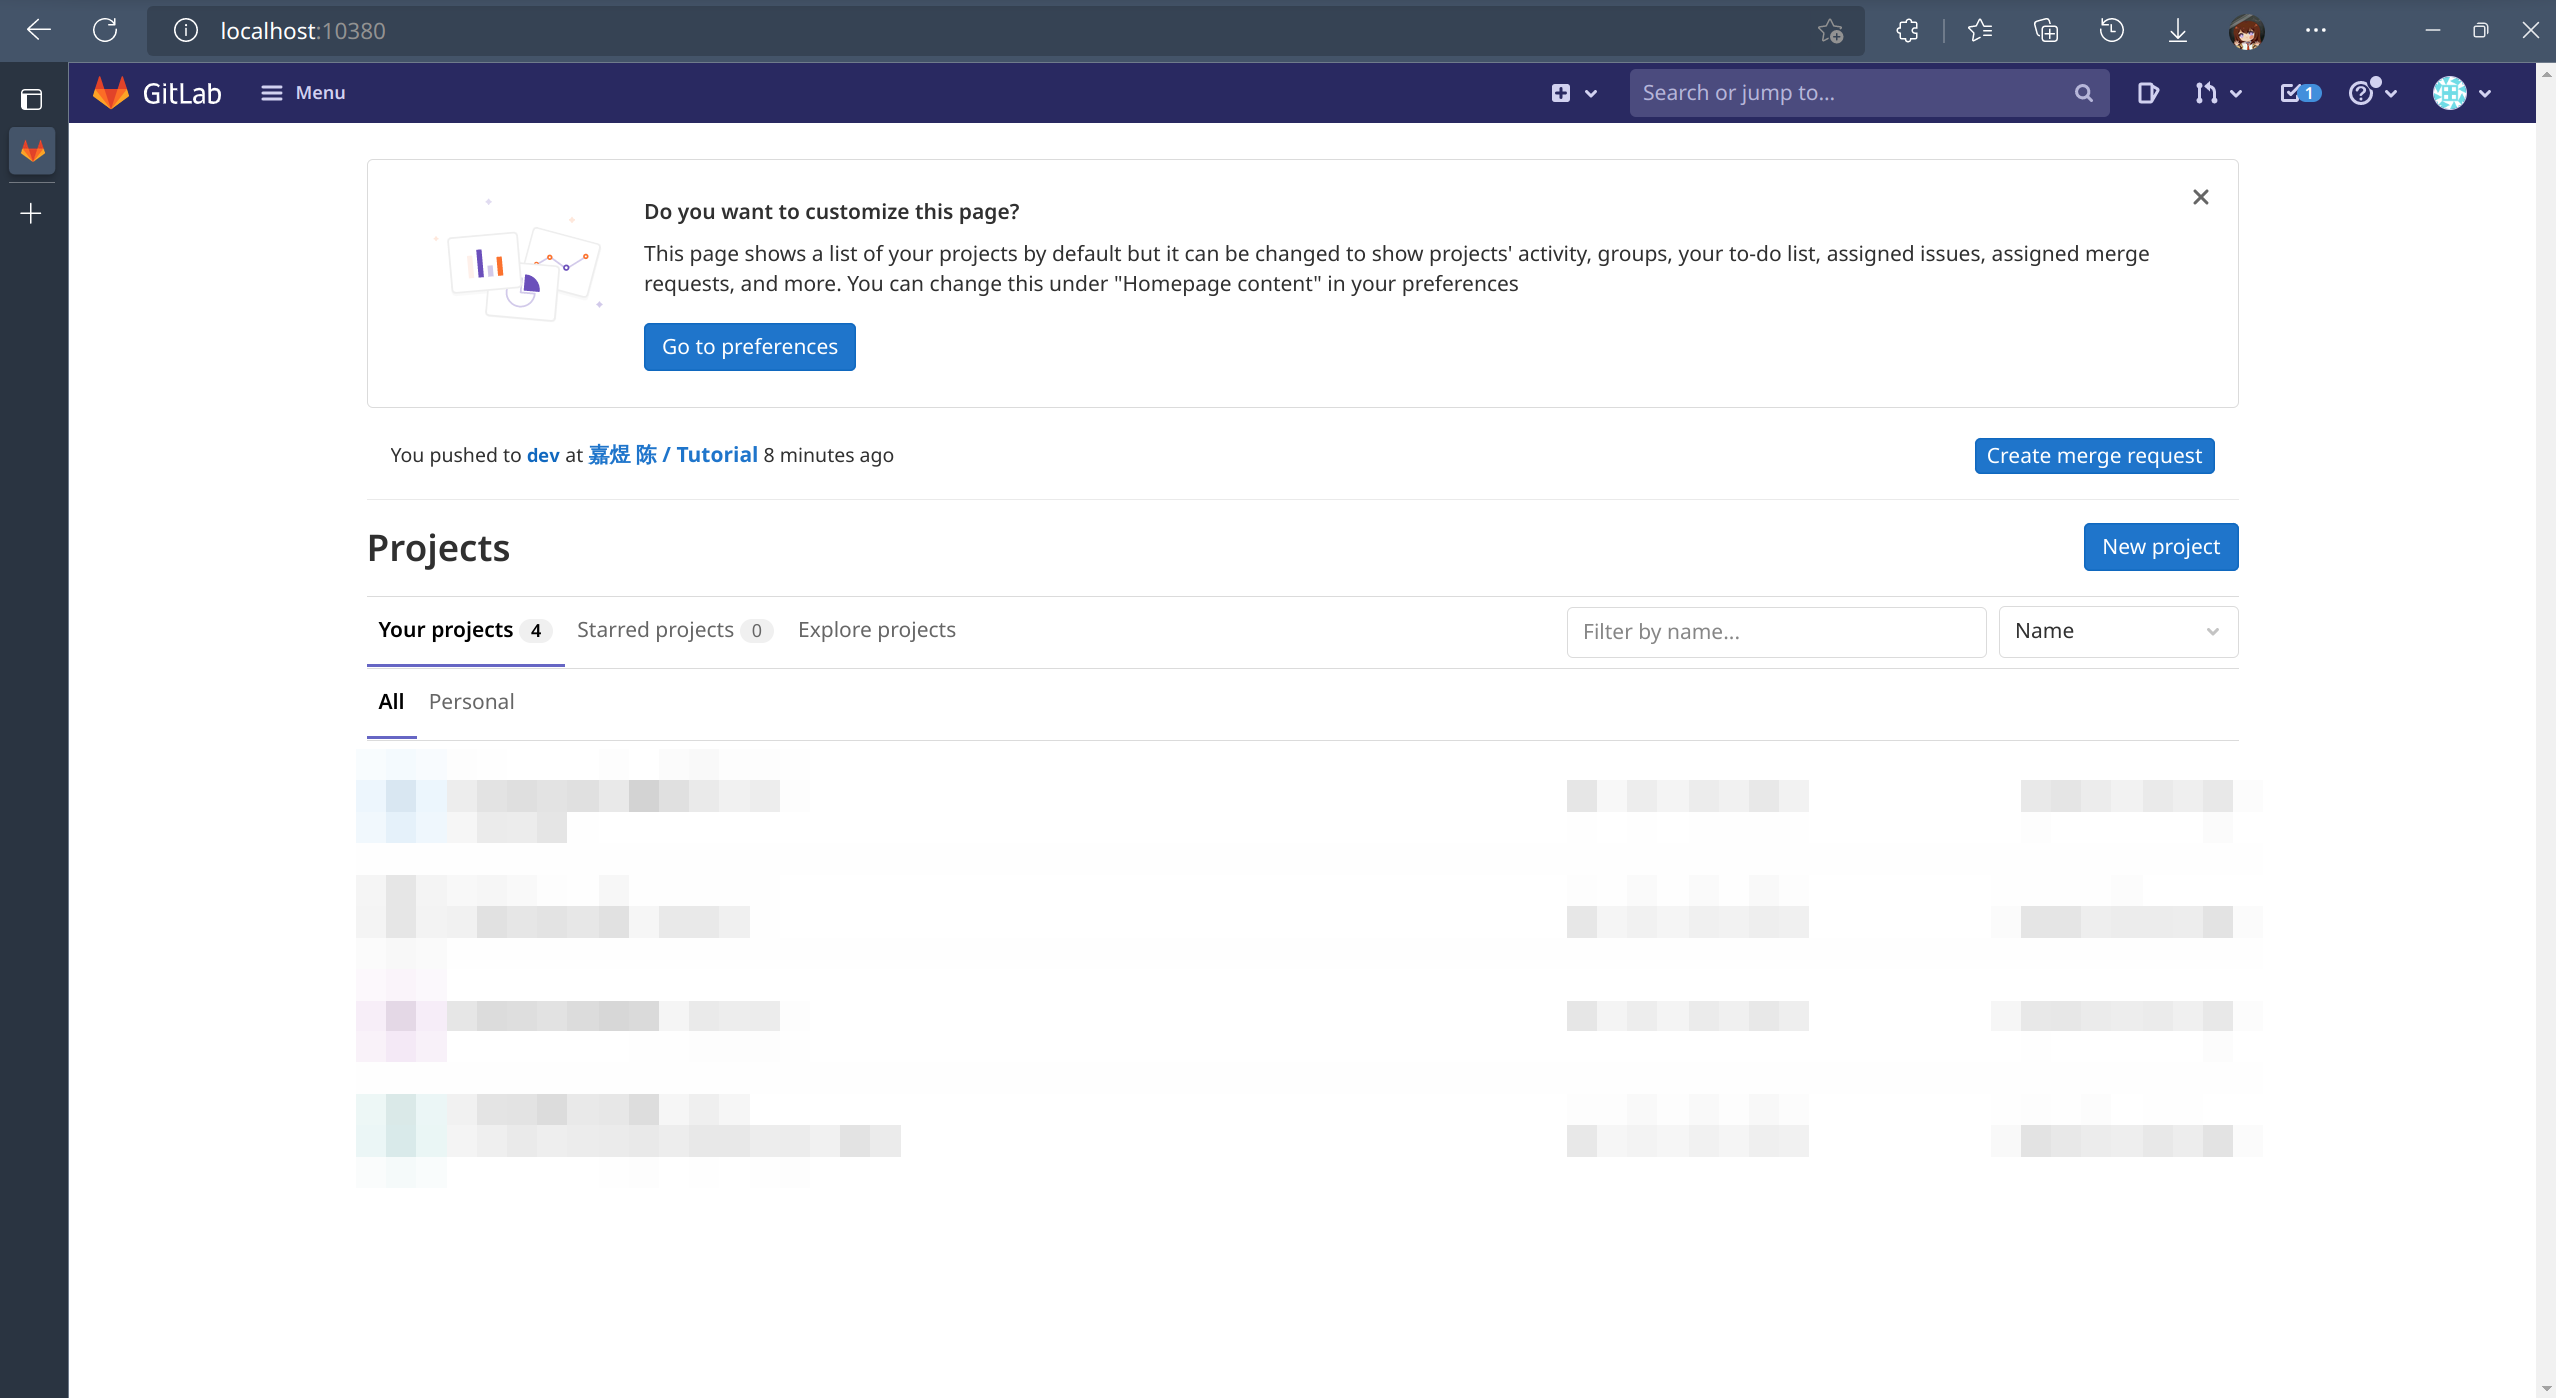 localhost:10380
GitLab Menu Search or jump to... 1
Do you want to customize this page?
This page shows a list of your projects by default but it can be changed to show projects' activity, groups, your to-do list, assigned issues, assigned merge
requests, and more. You can change this under "Homepage content" in your preferences
Go to preferences
You pushed to dev at 嘉煜 陈 / Tutorial 8 minutes ago Create merge request
Projects New project
Your projects 4 Starred projects 0 Explore projects Filter by name... Name
All Personal